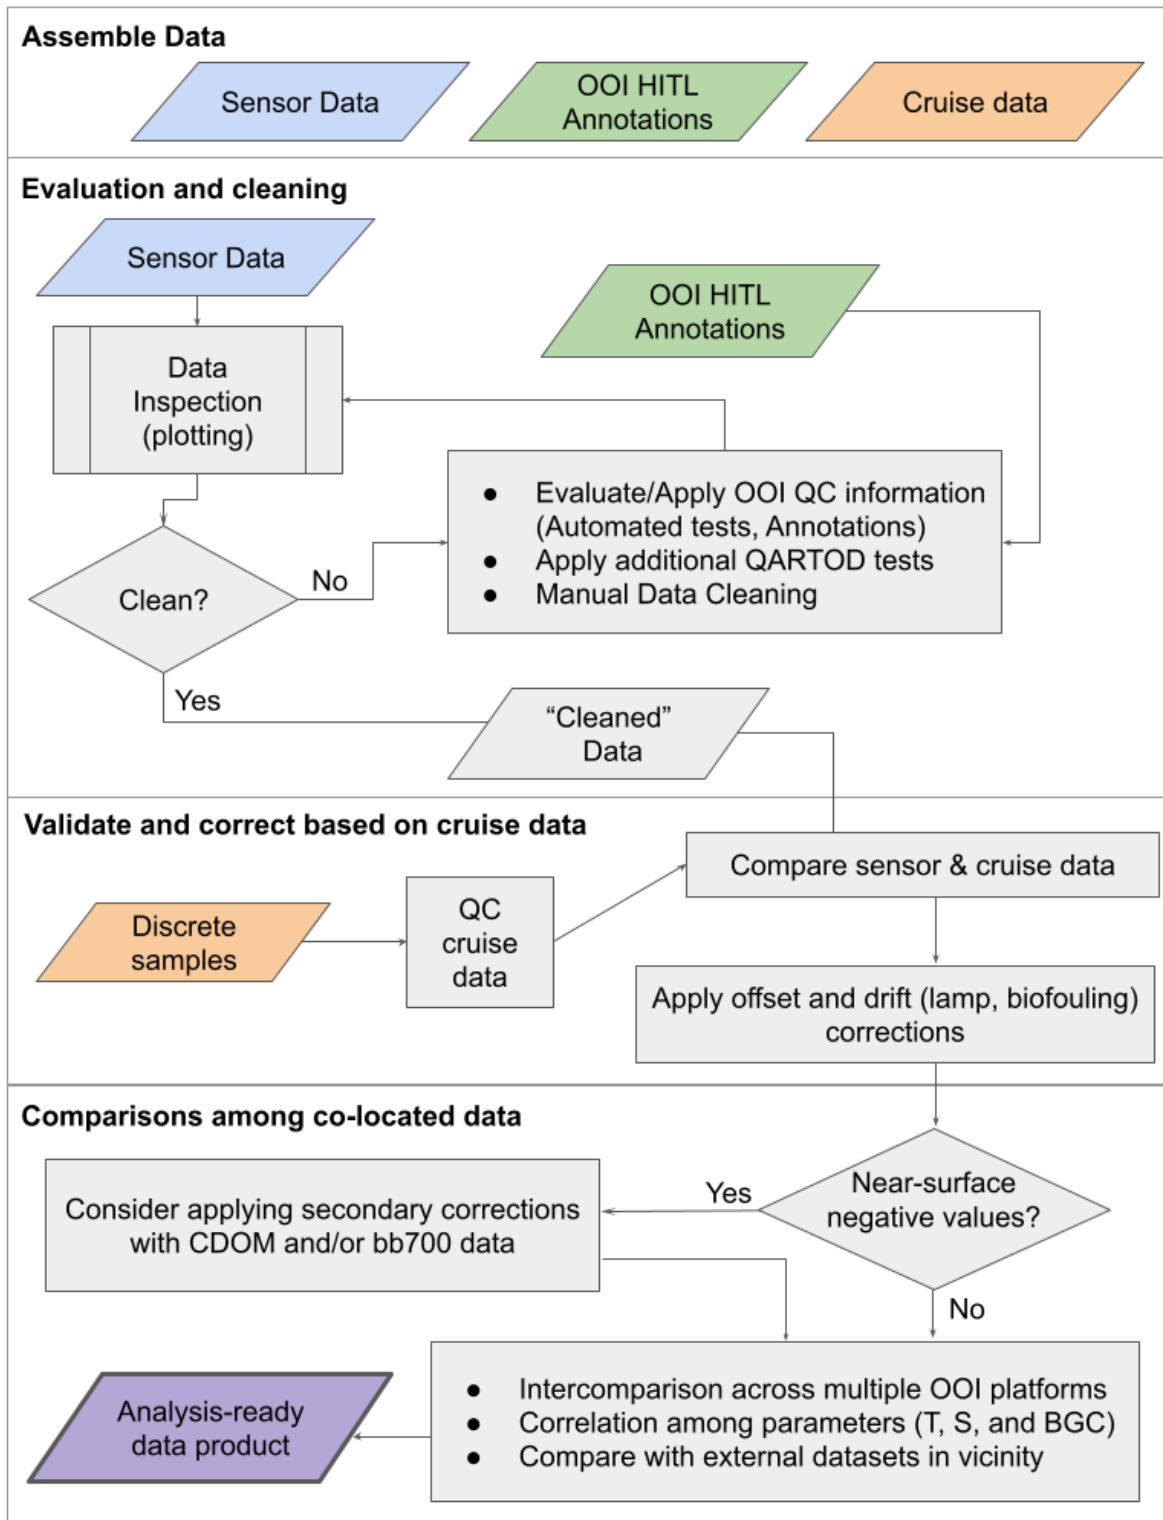 Assemble Data
Sensor Data
OOI HITL
Annotations
Cruise data
Evaluation and cleaning
Sensor Data
OOI HITL
Annotations
Data
Inspection
(plotting)
● Evaluate/Apply OOI QC information
(Automated tests, Annotations)
● Apply additional QARTOD tests
● Manual Data Cleaning
Clean?
No
Yes
“Cleaned”
Data
Validate and correct based on cruise data
Discrete
samples
QC
cruise
data
Compare sensor & cruise data
Apply offset and drift (lamp, biofouling)
corrections
Comparisons among co-located data
Near-surface
negative values?
Yes
Consider applying secondary corrections
with CDOM and/or bb700 data
No
● Intercomparison across multiple OOI platforms
● Correlation among parameters (T, S, and BGC)
● Compare with external datasets in vicinity
Analysis-ready
data product